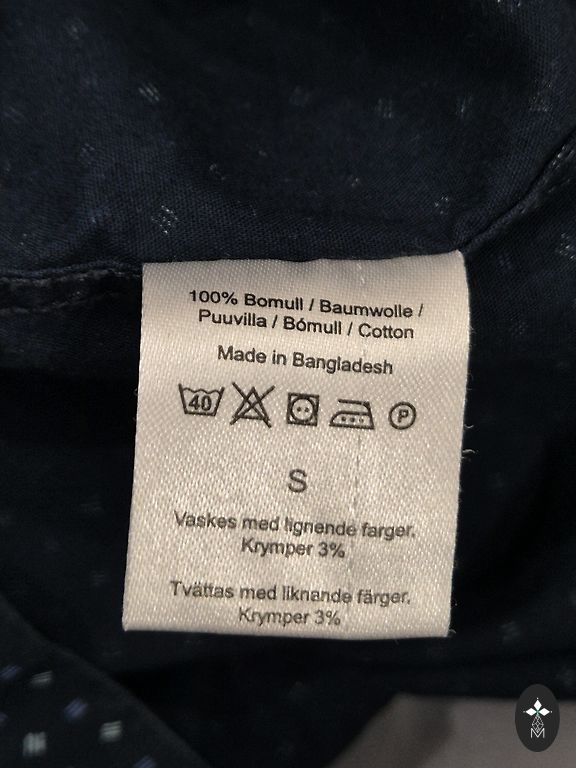 100% Bomull / Baumwolle /
Puuvilla / Bómull / Cotton
Made in Bangladesh
40 P
S
Vaskes med lignende farger.
Krymper 3%
Tvättas med liknande färger.
Krymper 3%
M